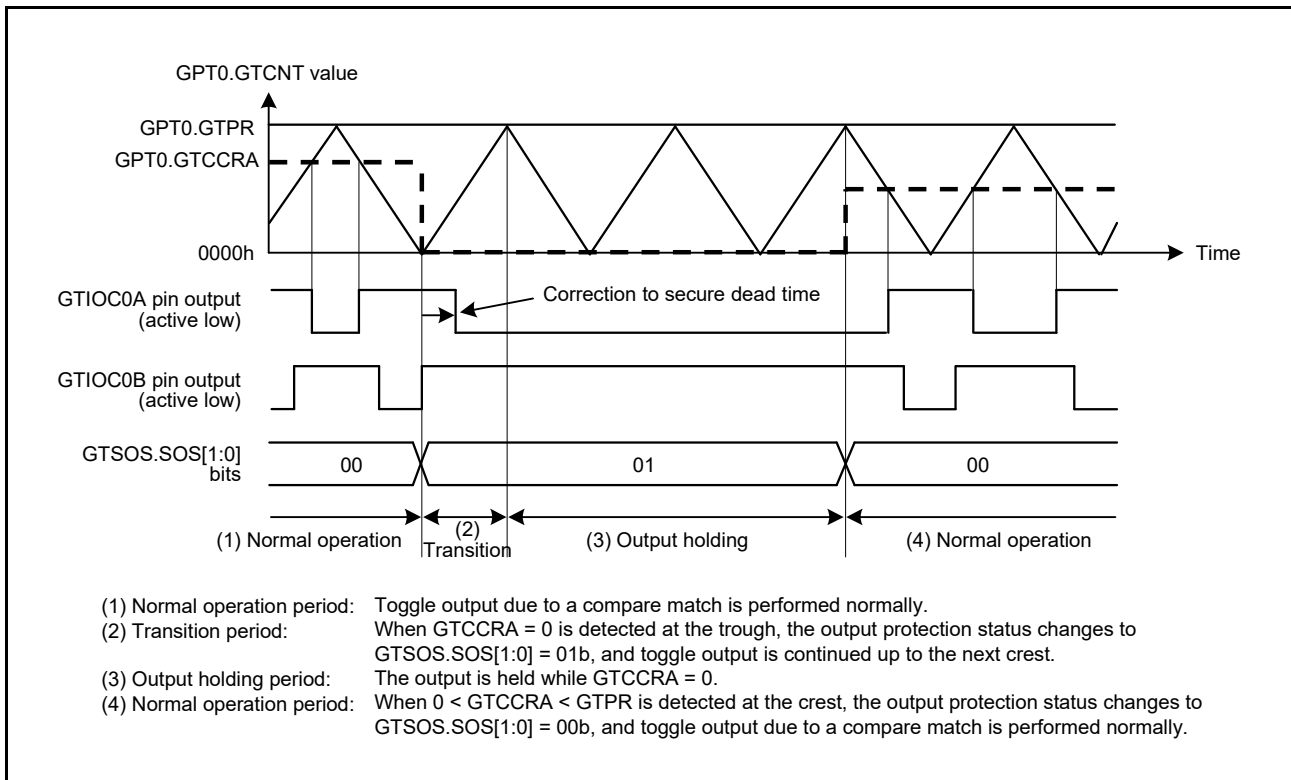 GPT0.GTCNT value
GPT0.GTPR
GPT0.GTCCRA
0000h
Time
GTIOC0A pin output
(active low)
Correction to secure dead time
GTIOC0B pin output
(active low)
GTSOS.SOS[1:0]
bits
00
01
00
(1) Normal operation
(2)
Transition
(3) Output holding
(4) Normal operation
(1) Normal operation period: Toggle output due to a compare match is performed normally.
(2) Transition period: When GTCCRA = 0 is detected at the trough, the output protection status changes to
GTSOS.SOS[1:0] = 01b, and toggle output is continued up to the next crest.
(3) Output holding period: The output is held while GTCCRA = 0.
(4) Normal operation period: When 0 < GTCCRA < GTPR is detected at the crest, the output protection status changes to
GTSOS.SOS[1:0] = 00b, and toggle output due to a compare match is performed normally.